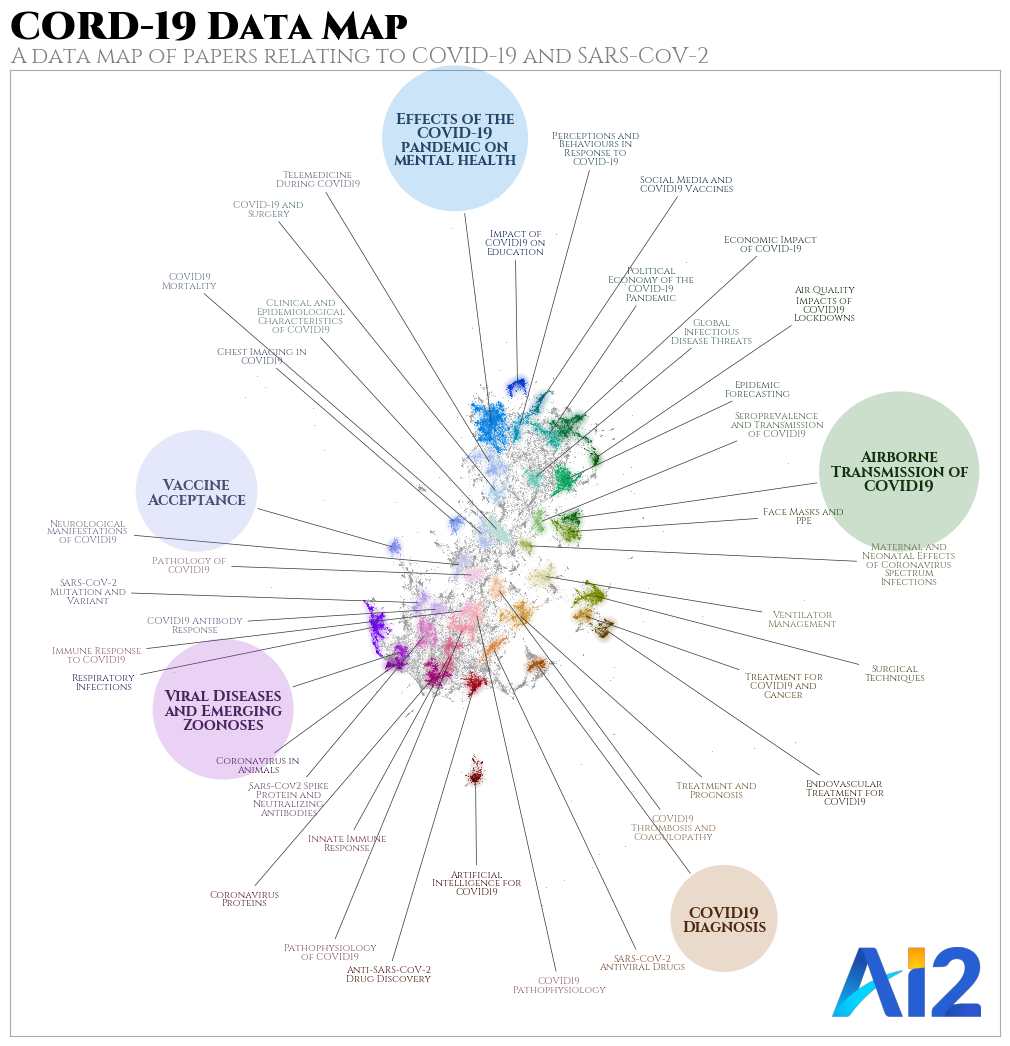 CORD-19 Data Map
A data map of papers relating to COVID-19 and SARS-CoV-2
Effects of the
COVID-19
pandemic on
mental health
Perceptions and
Behaviours in
Response to
COVID-19
Telemedicine
During COVID19
Social Media and
COVID19 Vaccines
COVID-19 and
Surgery
Impact of
COVID19 on
Education
Economic Impact
of COVID-19
Political
Economy of the
COVID-19
Pandemic
COVID19
Mortality
Air Quality
Impacts of
COVID19
Lockdowns
Clinical and
Epidemiological
Characteristics
of COVID19
Global
Infectious
Disease Threats
Chest Imaging in
COVID19
Epidemic
Forecasting
Seroprevalence
and Transmission
of COVID19
Airborne
Transmission of
COVID19
Vaccine
Acceptance
Face Masks and
PPE
Neurological
Manifestations
of COVID19
Maternal and
Neonatal Effects
of Coronavirus
Spectrum
Infections
Pathology of
COVID19
SARS-CoV-2
Mutation and
Variant
Ventilator
Management
COVID19 Antibody
Response
Immune Response
to COVID19
Surgical
Techniques
Respiratory
Infections
Treatment for
COVID19 and
Cancer
Viral Diseases
and Emerging
Zoonoses
Coronavirus in
Animals
Sars-Cov2 Spike
Protein and
Neutralizing
Antibodies
Treatment and
Prognosis
Endovascular
Treatment for
COVID19
COVID19
Thrombosis and
Coagulopathy
Innate Immune
Response
Artificial
Intelligence for
COVID19
Coronavirus
Proteins
COVID19
Diagnosis
Pathophysiology
of COVID19
Anti-SARS-CoV-2
Drug Discovery
SARS-CoV-2
Antiviral Drugs
COVID19
Pathophysiology
Ai2